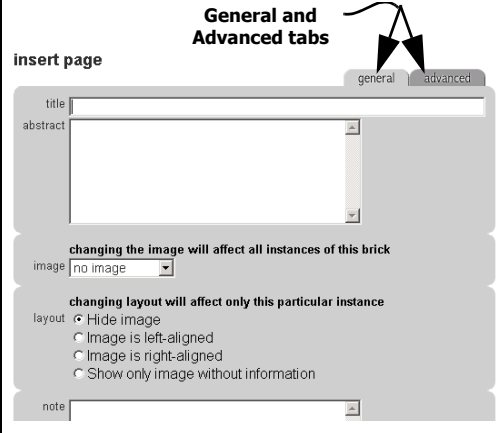 General and
Advanced tabs
insert page
general advanced
title
abstract
changing the image will affect all instances of this brick
image no image
changing layout will affect only this particular instance
layout Hide image
Image is left-aligned
Image is right-aligned
Show only image without information
note